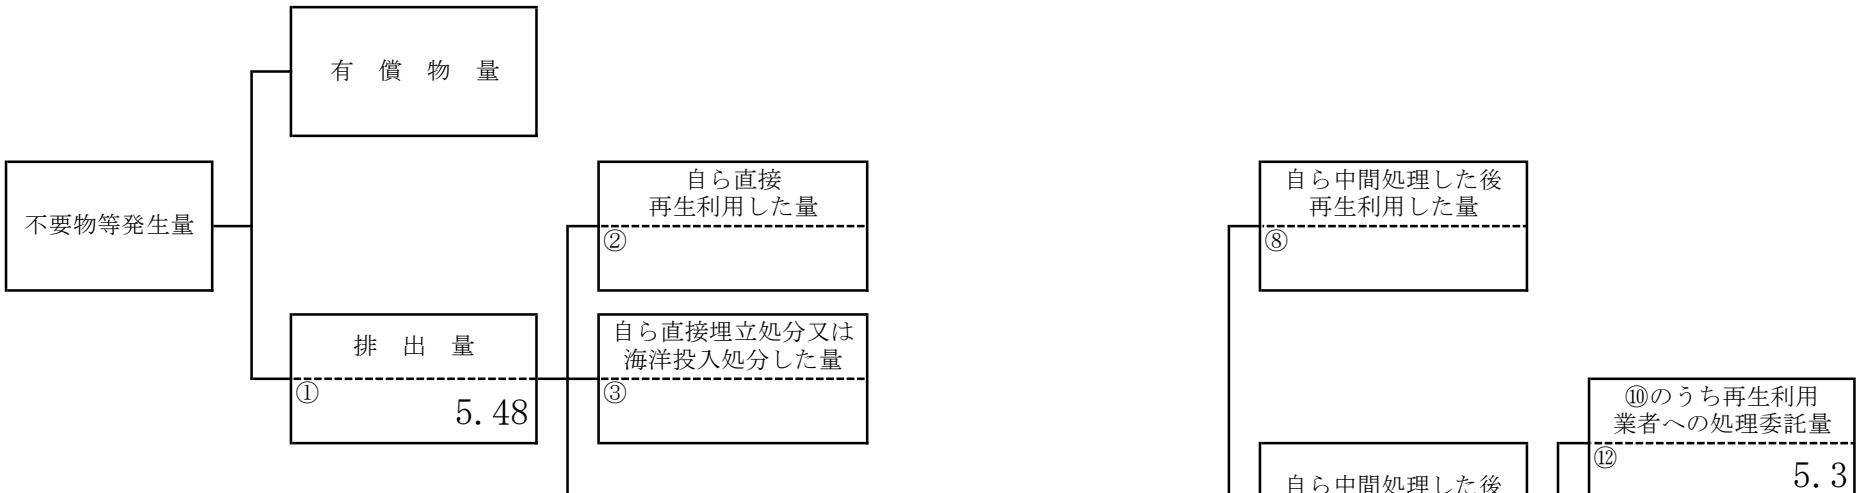 有 償 物 量
不要物等発生量
自ら直接
再生利用した量
②
自ら中間処理した後
再生利用した量
⑧
排 出 量
①
5.48
自ら直接埋立処分又は
海洋投入処分した量
③
⑩のうち再生利用
業者への処理委託量
⑫
5.3
自ら中間処理した後